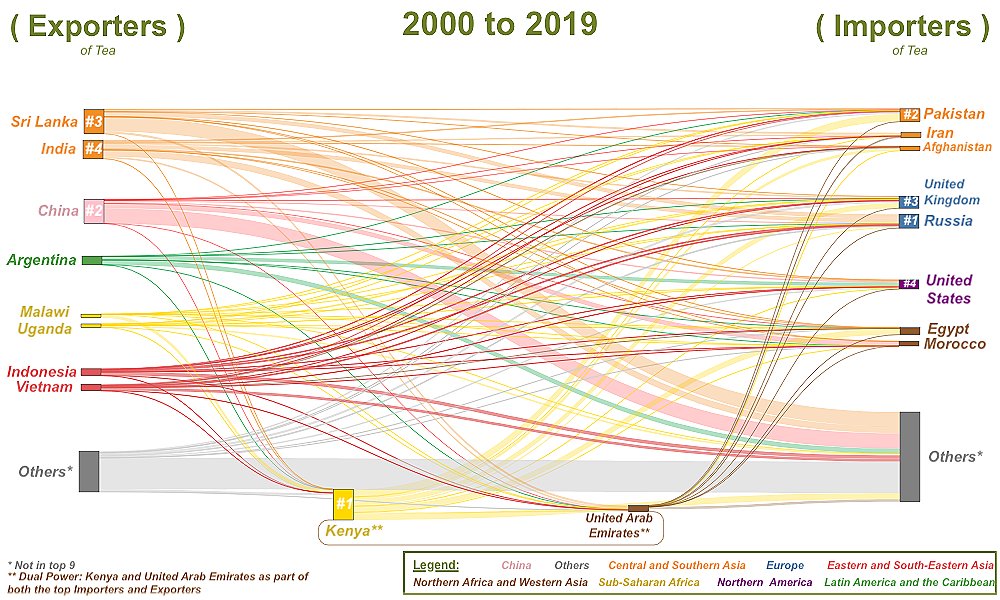 ( Exporters )
of Tea
2000 to 2019
( Importers )
of Tea
Sri Lanka
#3
India
#4
China
#2
Argentina
Malawi
Uganda
Indonesia
Vietnam
Others*
#1
Kenya**
United Arab
Emirates**
#2
Pakistan
Iran
Afghanistan
United
#3
Kingdom
#1
Russia
#4
United
States
Egypt
Morocco
Others*
* Not in top 9
** Dual Power: Kenya and United Arab Emirates as part of
both the top Importers and Exporters
Legend: China Others Central and Southern Asia Europe Eastern and South-Eastern Asia
Northern Africa and Western Asia Sub-Saharan Africa Northern America Latin America and the Caribbean